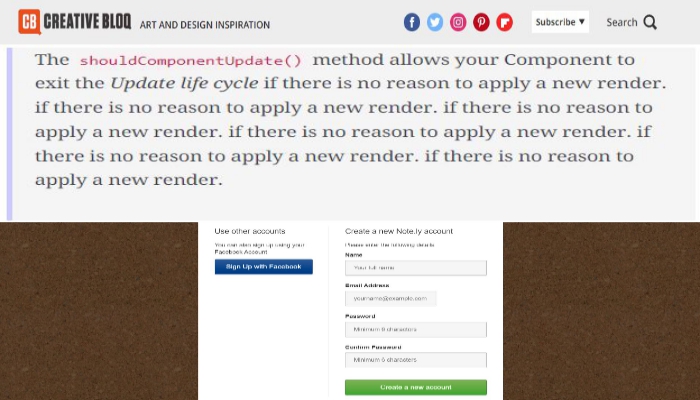 CB CREATIVE BLOQ ART AND DESIGN INSPIRATION Subscribe ▼ Search
The shouldComponentUpdate() method allows your Component to
exit the Update life cycle if there is no reason to apply a new render.
if there is no reason to apply a new render. if there is no reason to
apply a new render. if there is no reason to apply a new render. if
there is no reason to apply a new render. if there is no reason to
apply a new render.
Use other accounts
You can also sign up using your
Facebook Account
Sign Up with Facebook
Create a new Note.ly account
Please enter the following details
Name
Your full name
Email Address
yourname@example.com
Password
Minimum 6 characters
Confirm Password
Minimum 6 characters
Create a new account